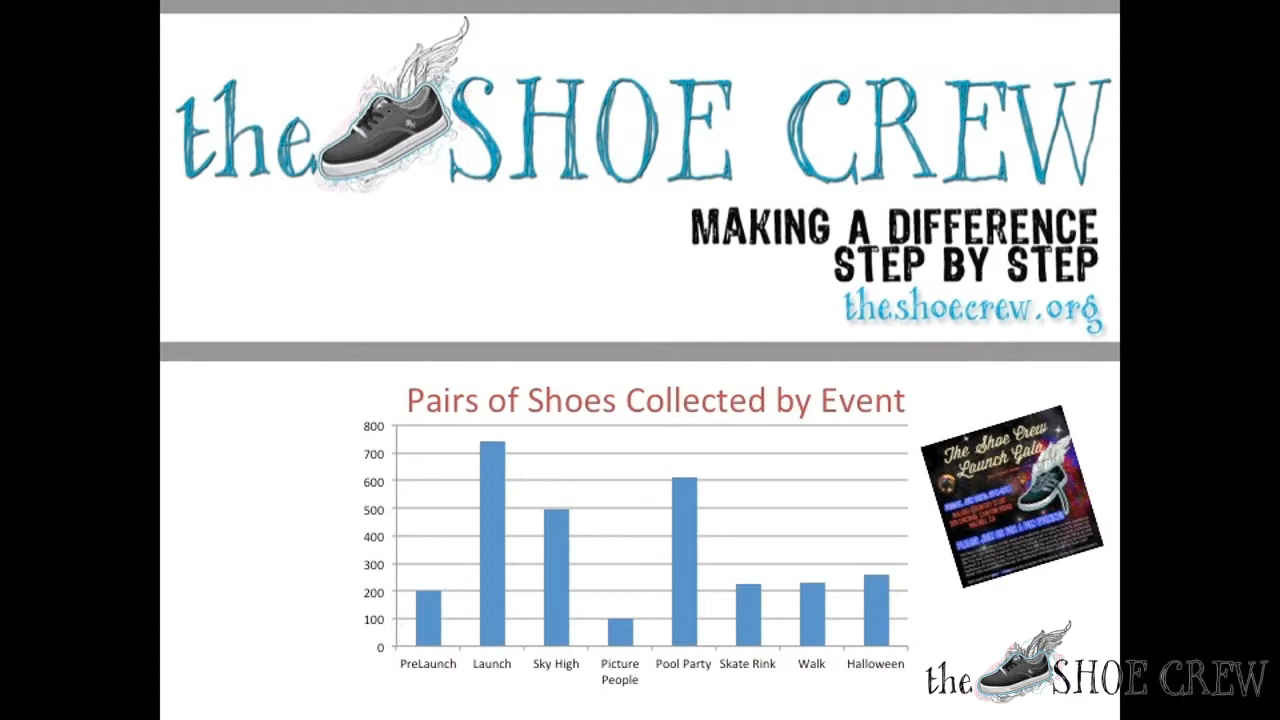 the SHOE CREW
MAKING A DIFFERENCE
STEP BY STEP
theshoecrew.org
Pairs of Shoes Collected by Event
800
700
600
500
400
300
200
100
0
PreLaunch Launch Sky High Picture People Pool Party Skate Rink Walk Halloween
The Shoe Crew
Launch Gala
the SHOE CREW